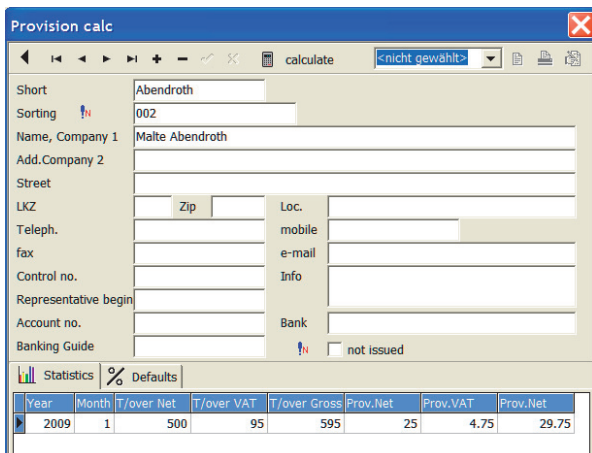 Provision calc
calculate <nicht gewählt>
Short Abendroth
Sorting !N 002
Name, Company 1 Malte Abendroth
Add.Company 2
Street
LKZ Zip Loc.
Teleph. mobile
fax e-mail
Control no. Info
Representative begin
Account no. Bank
Banking Guide !N not issued
Statistics % Defaults
Year Month T/over Net T/over VAT T/over Gross Prov.Net Prov.VAT Prov.Net
2009 1 500 95 595 25 4.75 29.75